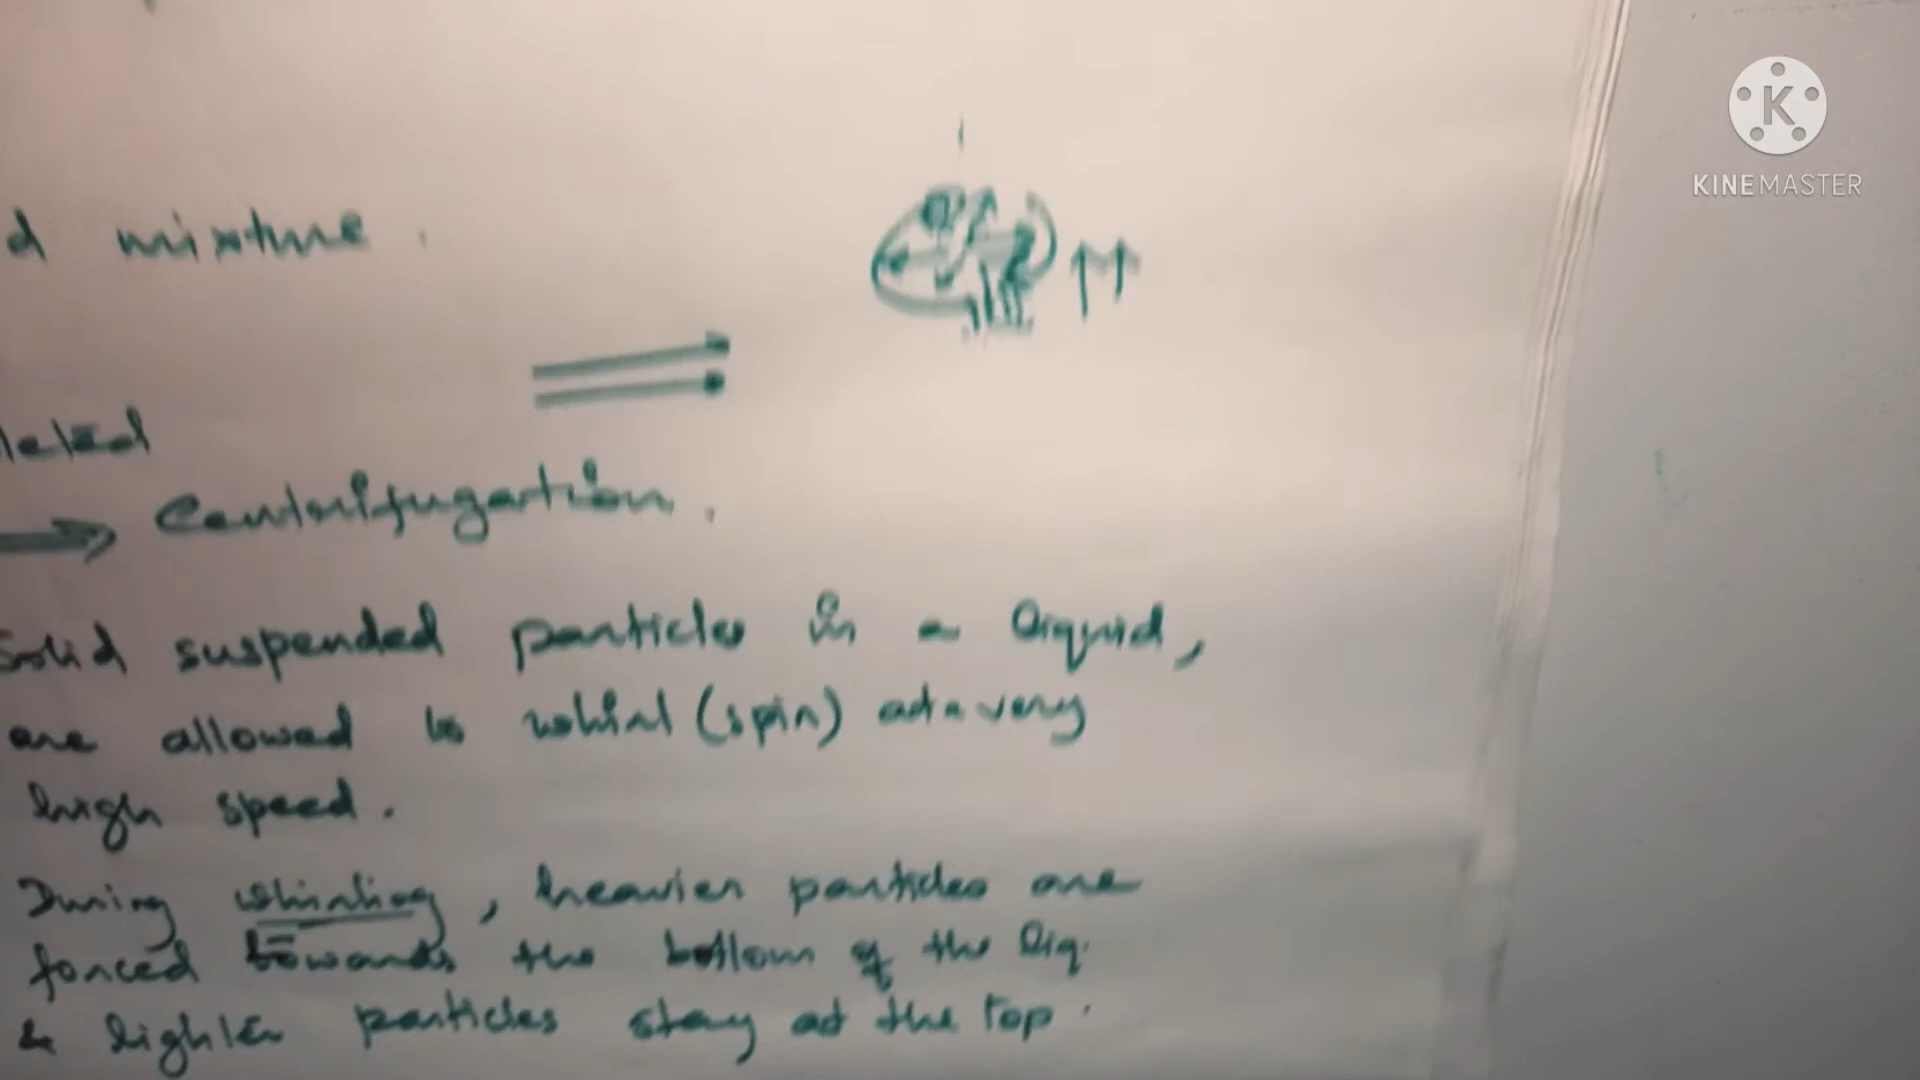 KINEMASTER
d mixture.
Centrifugation.
Solid suspended particles in a liquid,
are allowed to whirl (spin) at a very
high speed.
During whirling, heavier particles are
forced towards the bottom of the liq.
& lighter particles stay at the top.